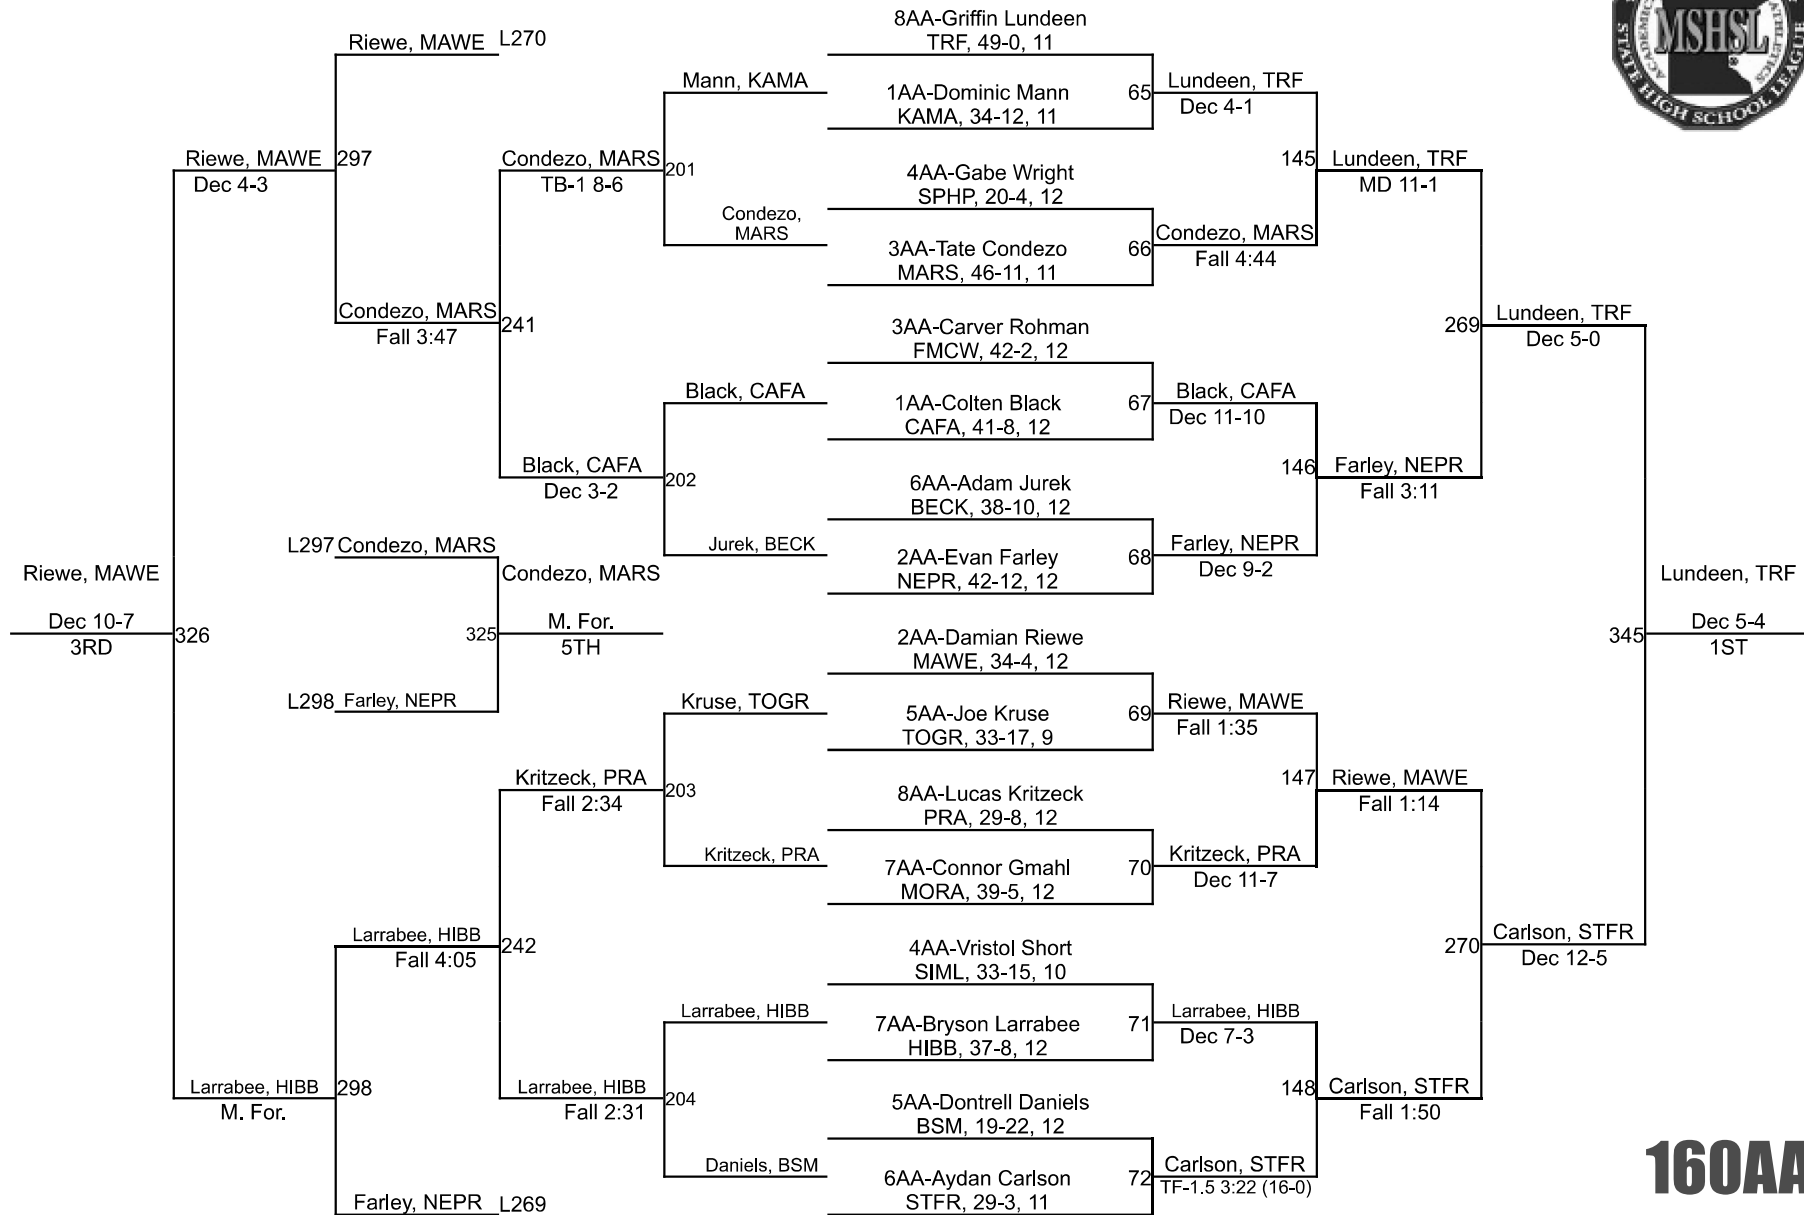 8AA-Griffin Lundeen
TRF, 49-0, 11
1AA-Dominic Mann
KAMA, 34-12, 11
4AA-Gabe Wright
SPHP, 20-4, 12
3AA-Tate Condezo
MARS, 46-11, 11
3AA-Carver Rohman
FMCW, 42-2, 12
1AA-Colten Black
CAFA, 41-8, 12
6AA-Adam Jurek
BECK, 38-10, 12
2AA-Evan Farley
NEPR, 42-12, 12
2AA-Damian Riewe
MAWE, 34-4, 12
5AA-Joe Kruse
TOGR, 33-17, 9
8AA-Lucas Kritzeck
PRA, 29-8, 12
7AA-Connor Gmahl
MORA, 39-5, 12
4AA-Vristol Short
SIML, 33-15, 10
7AA-Bryson Larrabee
HIBB, 37-8, 12
5AA-Dontrell Daniels
BSM, 19-22, 12
6AA-Aydan Carlson
STFR, 29-3, 11
65
Lundeen, TRF
Dec 4-1
66
Condezo, MARS
Fall 4:44
67
Black, CAFA
Dec 11-10
68
Farley, NEPR
Dec 9-2
69
Riewe, MAWE
Fall 1:35
70
Kritzeck, PRA
Dec 11-7
71
Larrabee, HIBB
Dec 7-3
72
Carlson, STFR
TF-1.5 3:22 (16-0)
145
Lundeen, TRF
MD 11-1
146
Farley, NEPR
Fall 3:11
147
Riewe, MAWE
Fall 1:14
148
Carlson, STFR
Fall 1:50
269
Lundeen, TRF
Dec 5-0
270
Carlson, STFR
Dec 12-5
345
Lundeen, TRF
Dec 5-4
1ST
Mann, KAMA
Condezo,
MARS
201
Condezo, MARS
TB-1 8-6
Black, CAFA
Jurek, BECK
202
Black, CAFA
Dec 3-2
Kruse, TOGR
Kritzeck, PRA
203
Kritzeck, PRA
Fall 2:34
Larrabee, HIBB
Daniels, BSM
204
Larrabee, HIBB
Fall 2:31
241
Condezo, MARS
Fall 3:47
242
Larrabee, HIBB
Fall 4:05
Riewe, MAWE L270
297
Riewe, MAWE
Dec 4-3
Farley, NEPR L269
298
Larrabee, HIBB
M. For.
L297 Condezo, MARS
L298 Farley, NEPR
325
Condezo, MARS
M. For.
5TH
326
Riewe, MAWE
Dec 10-7
3RD
MSHSL
STATE HIGH SCHOOL LEAGUE
160AA